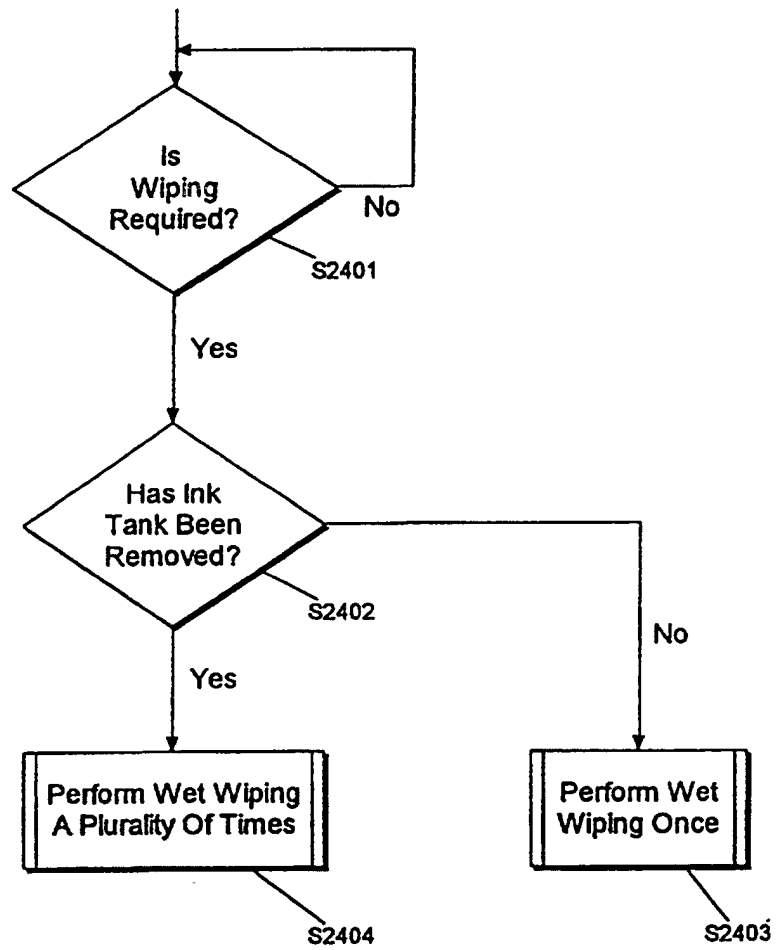 Is
Wiping
Required?
No
S2401
Yes
Has Ink
Tank Been
Removed?
S2402
No
Yes
Perform Wet Wiping
A Plurality Of Times
Perform Wet
Wiping Once
S2404
S2403